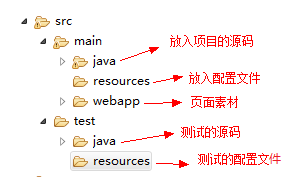 src
main
java 放入项目的源码
resources 放入配置文件
webapp 页面素材
test
java 测试的源码
resources 测试的配置文件